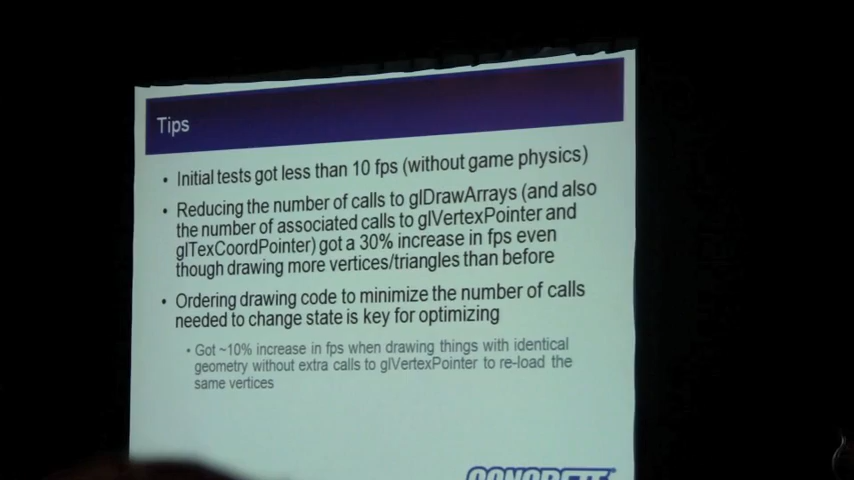 Tips
• Initial tests got less than 10 fps (without game physics)
• Reducing the number of calls to glDrawArrays (and also
the number of associated calls to glVertexPointer and
glTexCoordPointer) got a 30% increase in fps even
though drawing more vertices/triangles than before
• Ordering drawing code to minimize the number of calls
needed to change state is key for optimizing
• Got ~10% increase in fps when drawing things with identical
geometry without extra calls to glVertexPointer to re-load the
same vertices
CONCRETE